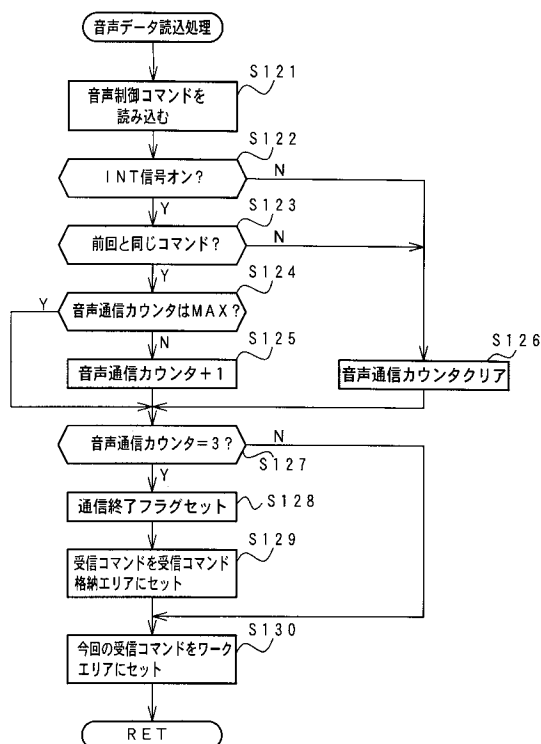 音声データ読込処理
S121
音声制御コマンドを
読み込む
S122
INT信号オン?
N
Y
S123
前回と同じコマンド?
N
Y
S124
Y
音声通信カウンタはMAX?
N
S125
S126
音声通信カウンタ+1
音声通信カウンタクリア
音声通信カウンタ=3?
N
S127
Y
通信終了フラグセット
S128
S129
受信コマンドを受信コマンド
格納エリアにセット
S130
今回の受信コマンドをワーク
エリアにセット
RET